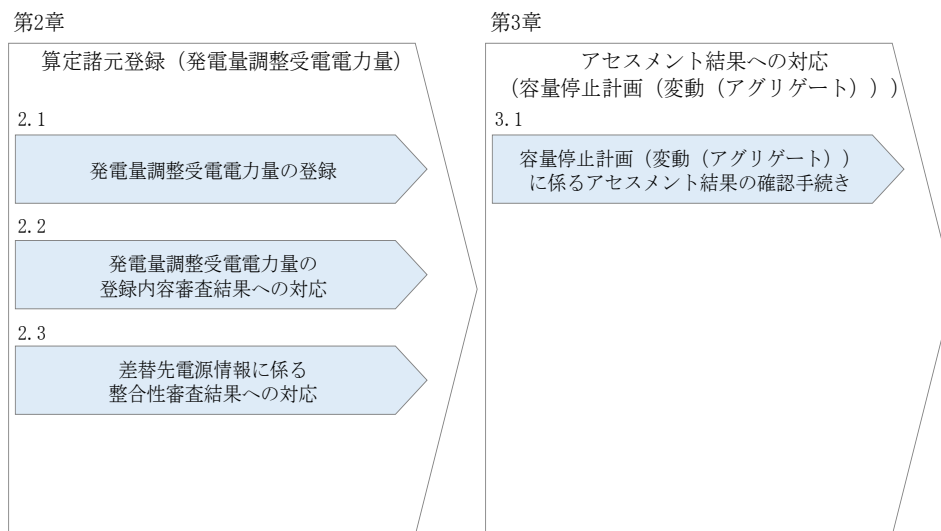 第2章
算定諸元登録（発電量調整受電電力量）
2.1
発電量調整受電電力量の登録
2.2
発電量調整受電電力量の
登録内容審査結果への対応
2.3
差替先電源情報に係る
整合性審査結果への対応
第3章
アセスメント結果への対応
（容量停止計画（変動（アグリゲート）））
3.1
容量停止計画（変動（アグリゲート））
に係るアセスメント結果の確認手続き